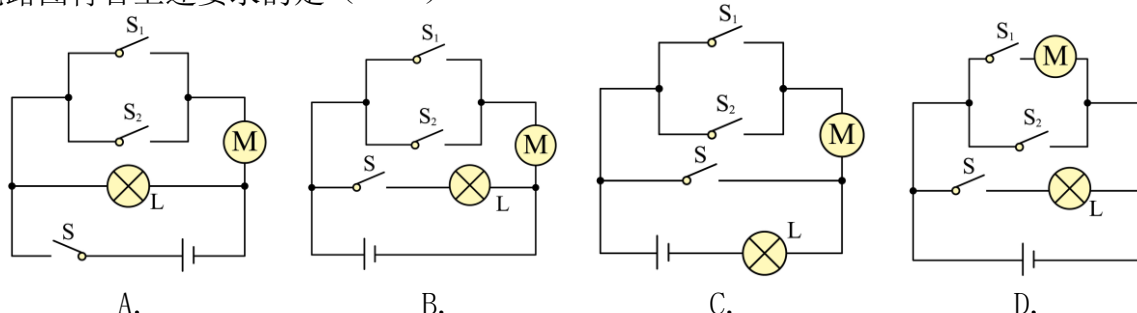 路图符合上述要求的是（ ）
S₁ S₁ S₁ S₁
S₂ M S₂ M S₂ M S₂ M
L S L S L S L
S
A. B. C. D.